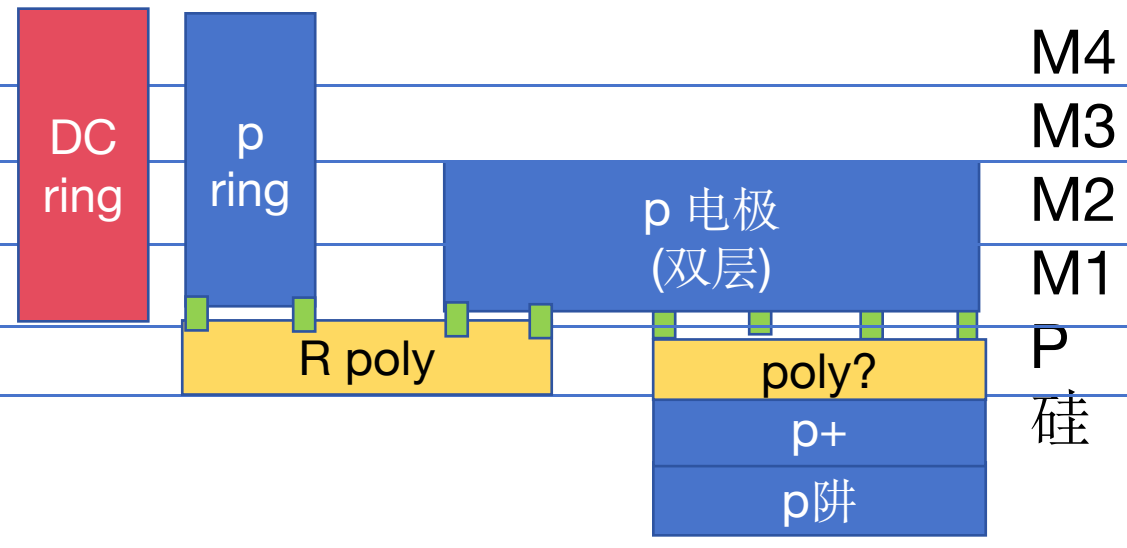 DC
ring
p
ring
p 电极
(双层)
R poly
poly?
p+
p阱
M4
M3
M2
M1
P
硅